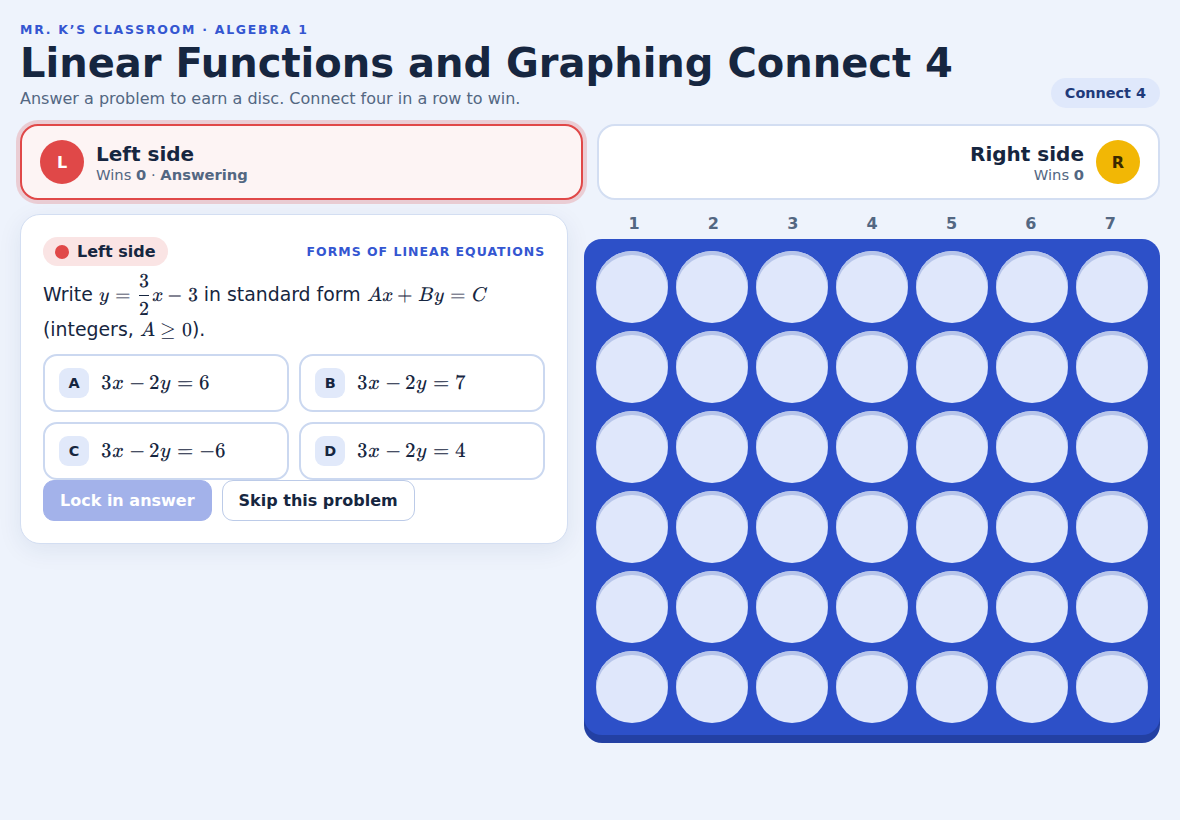 MR. K’S CLASSROOM · ALGEBRA 1
Linear Functions and Graphing Connect 4
Answer a problem to earn a disc. Connect four in a row to win.
Connect 4
L
Left side
Wins 0 · Answering
Right side
Wins 0
R
Left side
FORMS OF LINEAR EQUATIONS
Write y = 3/2 x − 3 in standard form Ax + By = C
(integers, A ≥ 0).
A 3x − 2y = 6
B 3x − 2y = 7
C 3x − 2y = −6
D 3x − 2y = 4
Lock in answer
Skip this problem
1 2 3 4 5 6 7